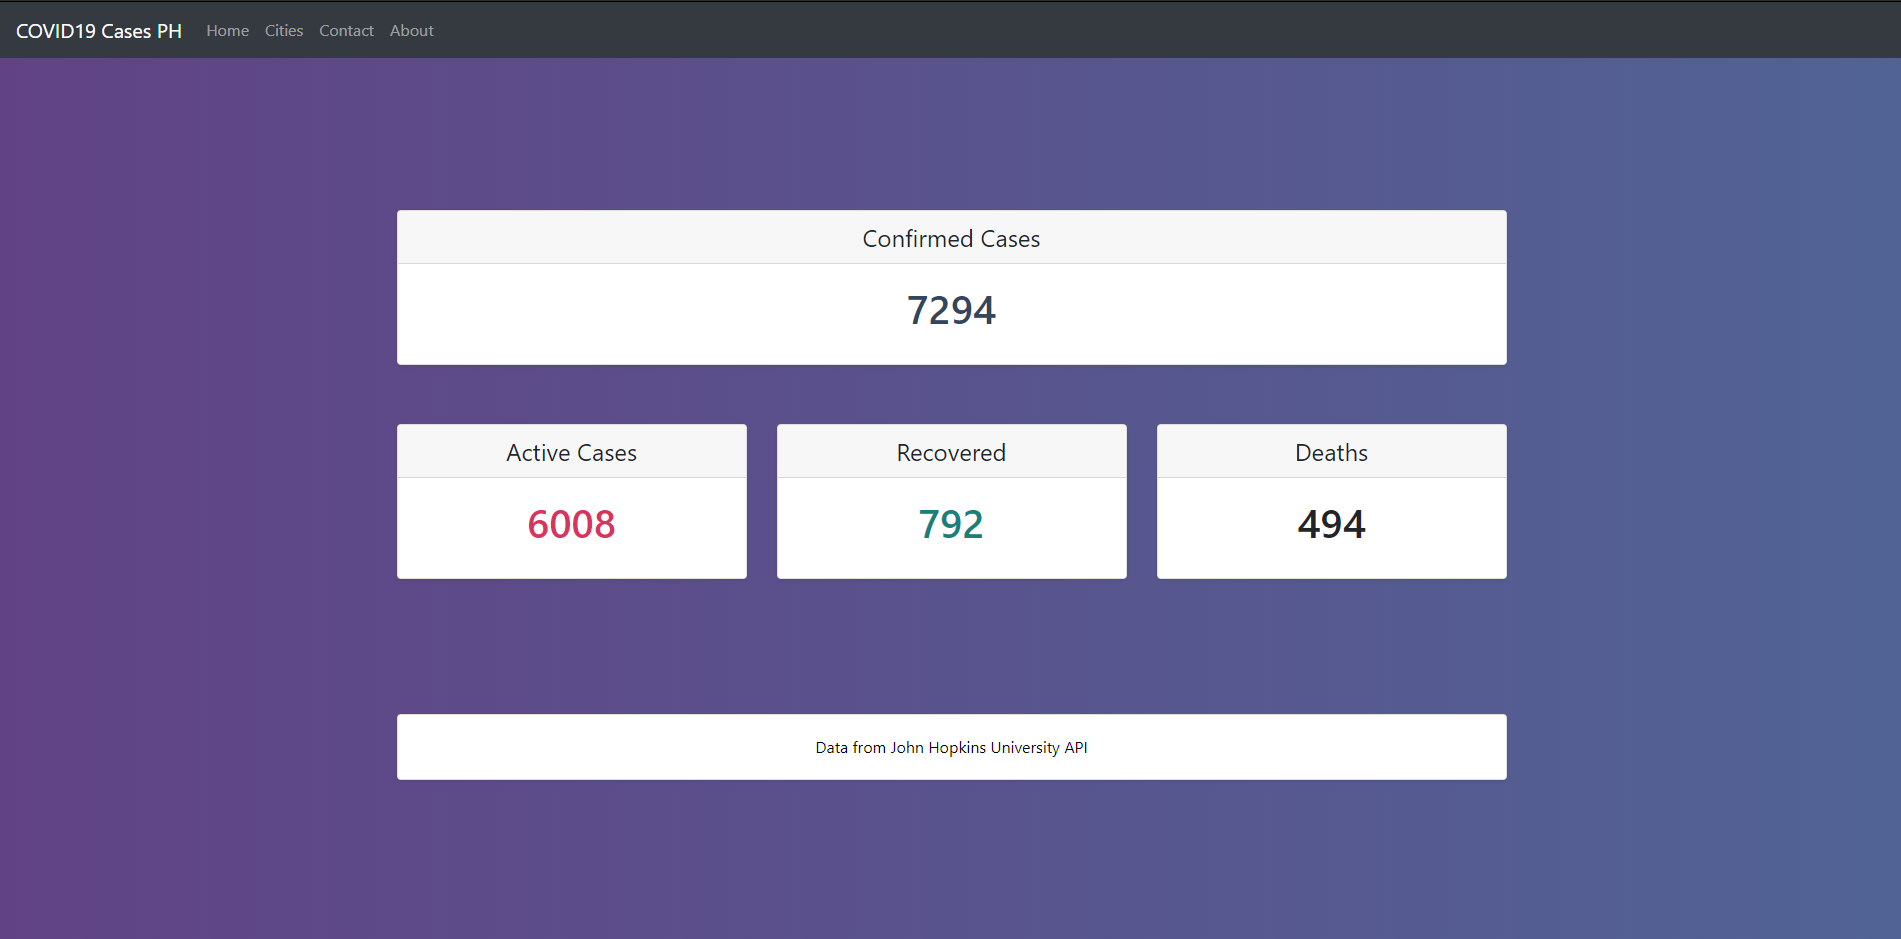 COVID19 Cases PH Home Cities Contact About
Confirmed Cases
7294
Active Cases
6008
Recovered
792
Deaths
494
Data from John Hopkins University API